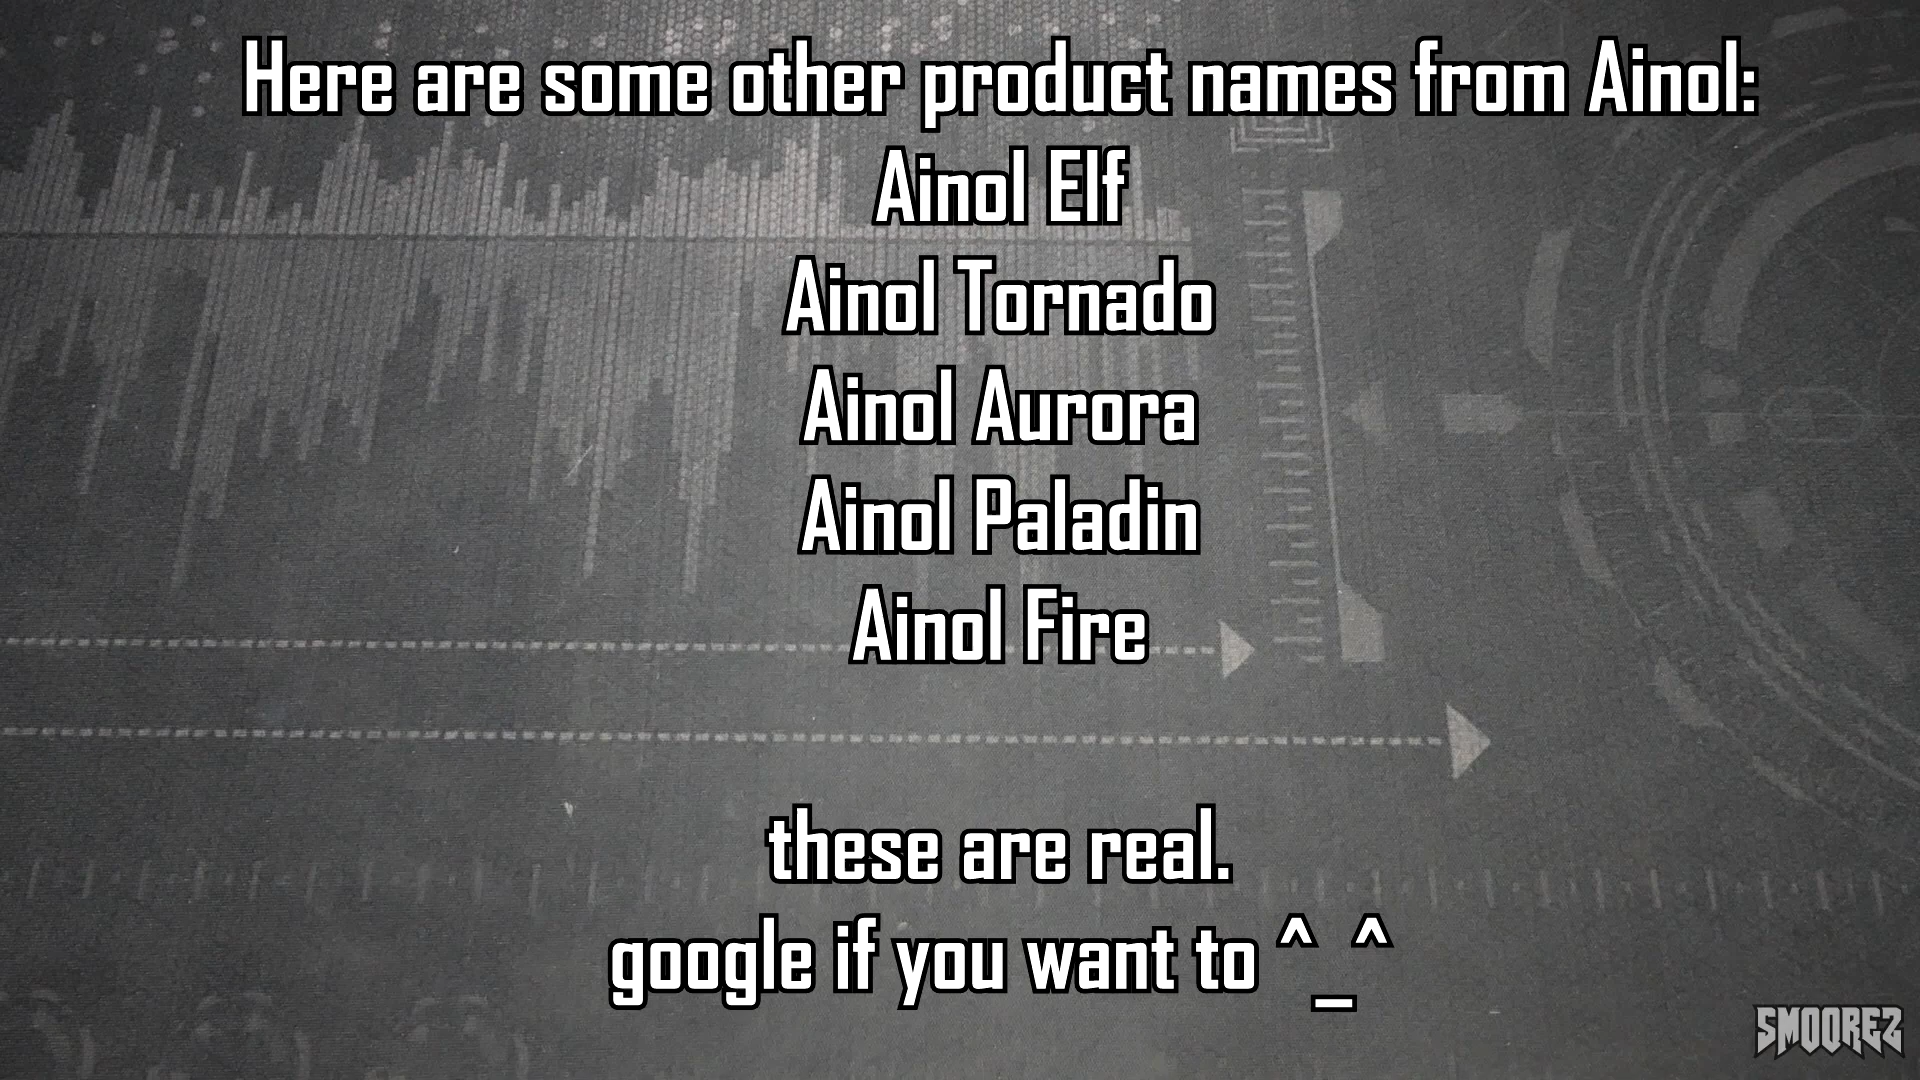 Here are some other product names from Ainol:
Ainol Elf
Ainol Tornado
Ainol Aurora
Ainol Paladin
Ainol Fire
these are real.
google if you want to ^_^
SMOOREZ